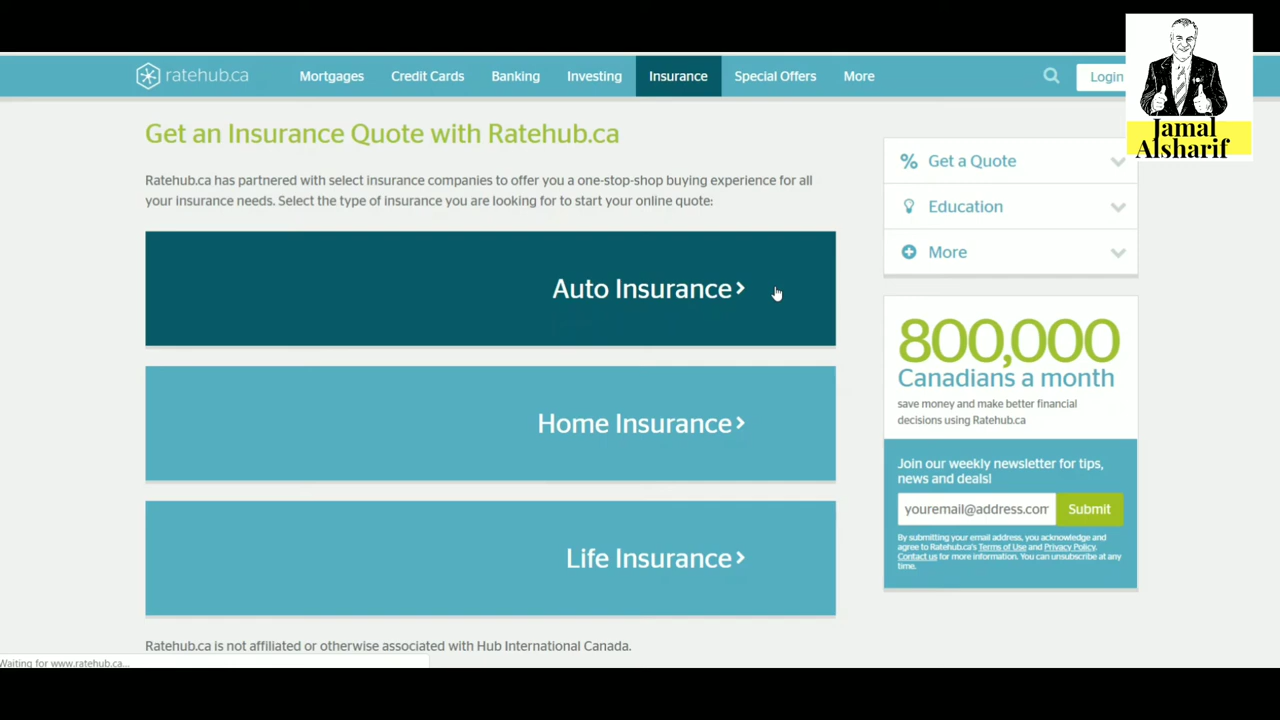 ratehub.ca Mortgages Credit Cards Banking Investing Insurance Special Offers More Login
Jamal
Alsharif
Get an Insurance Quote with Ratehub.ca
Ratehub.ca has partnered with select insurance companies to offer you a one-stop-shop buying experience for all
your insurance needs. Select the type of insurance you are looking for to start your online quote:
Auto Insurance
Home Insurance
Life Insurance
Ratehub.ca is not affiliated or otherwise associated with Hub International Canada.
Get a Quote
Education
More
800,000
Canadians a month
save money and make better financial
decisions using Ratehub.ca
Join our weekly newsletter for tips,
news and deals!
youremail@address.com Submit
By submitting your email address, you acknowledge and
agree to Ratehub.ca's Terms of Use and Privacy Policy.
Contact us for more information. You can unsubscribe at any
time.
Waiting for www.ratehub.ca...